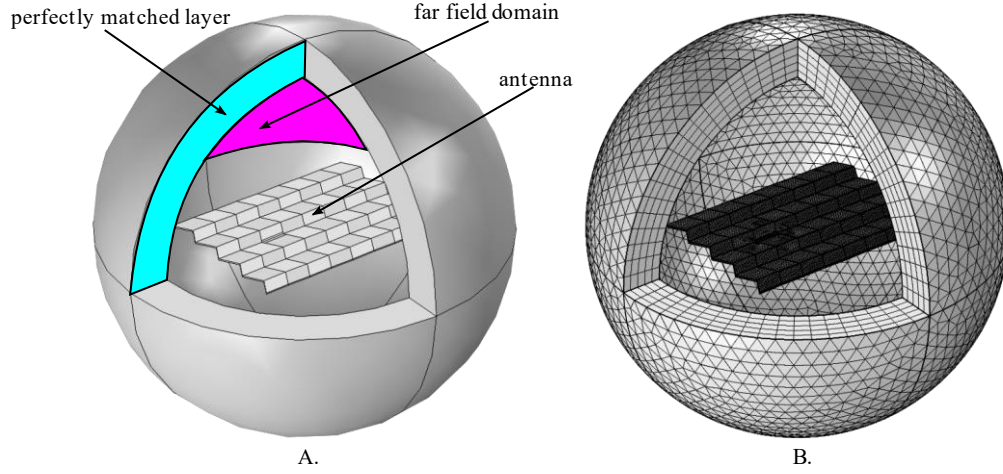 perfectly matched layer
far field domain
antenna
A.
B.